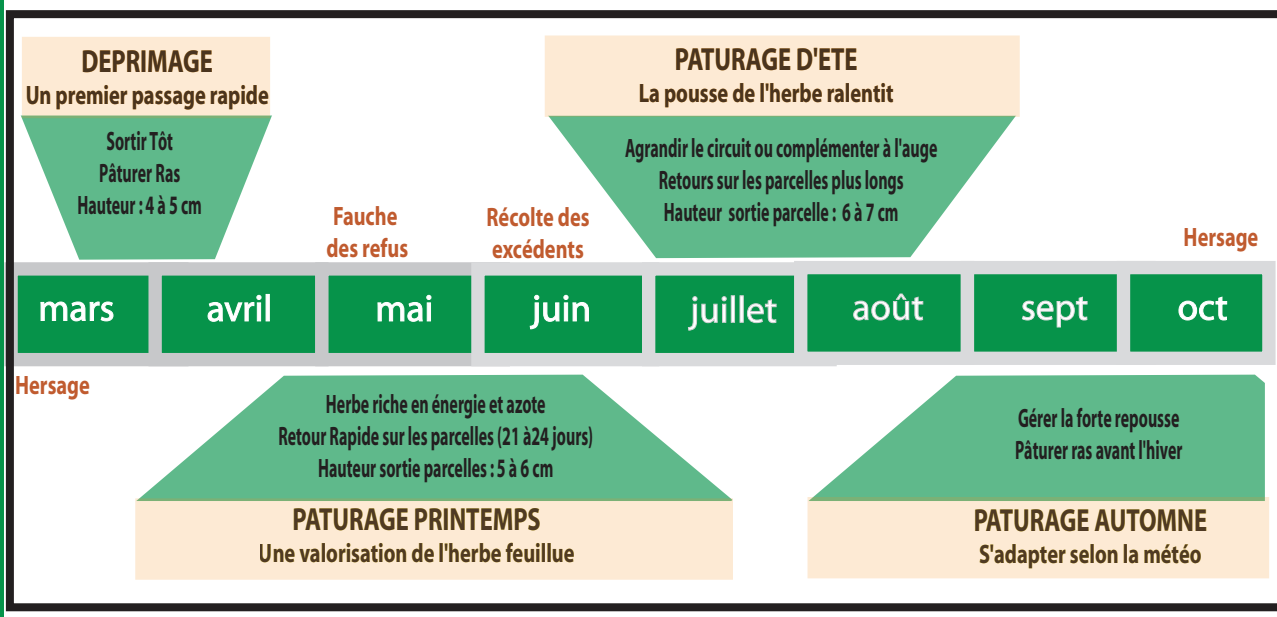 DEPRIMAGE
Un premier passage rapide
Sortir Tôt
Pâturer Ras
Hauteur : 4 à 5 cm
PATURAGE D'ETE
La pousse de l'herbe ralentit
Agrandir le circuit ou complémenter à l'auge
Retours sur les parcelles plus longs
Hauteur sortie parcelle : 6 à 7 cm
Fauche
des refus
Récolte des
excédents
Hersage
mars
avril
mai
juin
juillet
août
sept
oct
Hersage
Herbe riche en énergie et azote
Retour Rapide sur les parcelles (21 à24 jours)
Hauteur sortie parcelles : 5 à 6 cm
PATURAGE PRINTEMPS
Une valorisation de l'herbe feuillue
Gérer la forte repousse
Pâturer ras avant l'hiver
PATURAGE AUTOMNE
S'adapter selon la météo